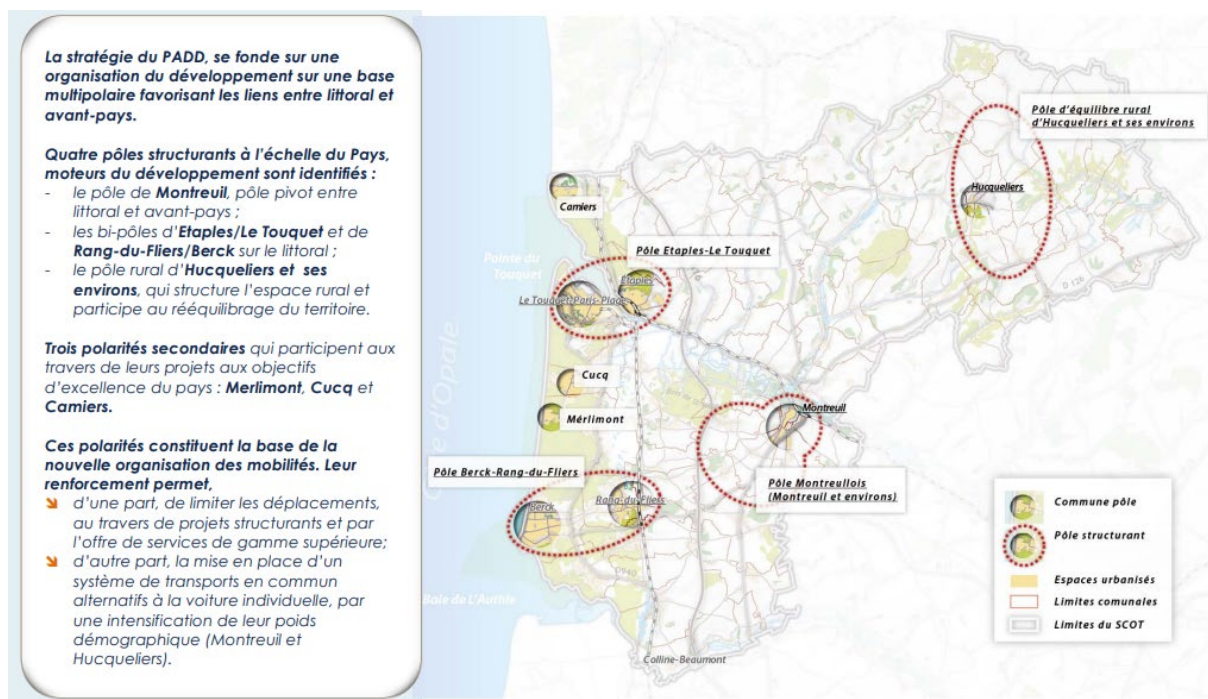 La stratégie du PADD, se fonde sur une
organisation du développement sur une base
multipolaire favorisant les liens entre littoral et
avant-pays.
Quatre pôles structurants à l'échelle du Pays,
moteurs du développement sont identifiés :
- le pôle de Montreuil, pôle pivot entre
littoral et avant-pays ;
- les bi-pôles d'Etaples/Le Touquet et de
Rang-du-Fliers/Berck sur le littoral ;
- le pôle rural d'Hucqueliers et ses
environs, qui structure l'espace rural et
participe au rééquilibrage du territoire.
Trois polarités secondaires qui participent aux
travers de leurs projets aux objectifs
d'excellence du pays : Merlimont, Cucq et
Camiers.
Ces polarités constituent la base de la
nouvelle organisation des mobilités. Leur
renforcement permet,
d'une part, de limiter les déplacements,
au travers de projets structurants et par
l'offre de services de gamme supérieure;
d'autre part, la mise en place d'un
système de transports en commun
alternatifs à la voiture individuelle, par
une intensification de leur poids
démographique (Montreuil et
Hucqueliers).
Pôle d'équilibre rural
d'Hucqueliers et ses environs
Hucqueliers
D 126
Camiers
Pôle Etaples-Le Touquet
Pointe du
Touquet
Etaples
Le Touquet-Paris-Plage
Cucq
Mérlimont
Côte d'Opale
Montreuil
Pôle Berck-Rang-du-Fliers
Pôle Montreullois
(Montreuil et environs)
Rang-du-Fliers
Berck
D940
Baie de L'Authie
Colline-Beaumont
Commune pôle
Pôle structurant
Espaces urbanisés
Limites comunales
Limites du SCOT